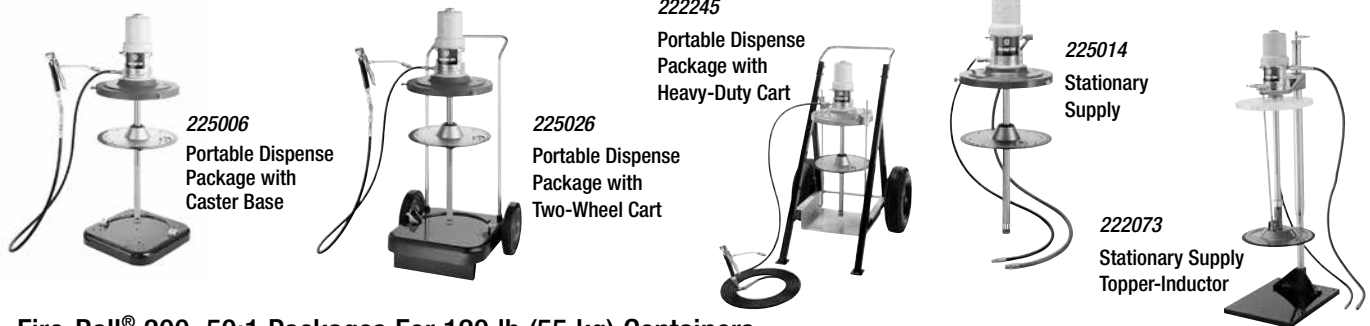 225006
Portable Dispense
Package with
Caster Base
225026
Portable Dispense
Package with
Two-Wheel Cart
222245
Portable Dispense
Package with
Heavy-Duty Cart
225014
Stationary
Supply
222073
Stationary Supply
Topper-Inductor
Fire-Ball® 300, 50:1 Packages For 120 lb (55 kg) Containers